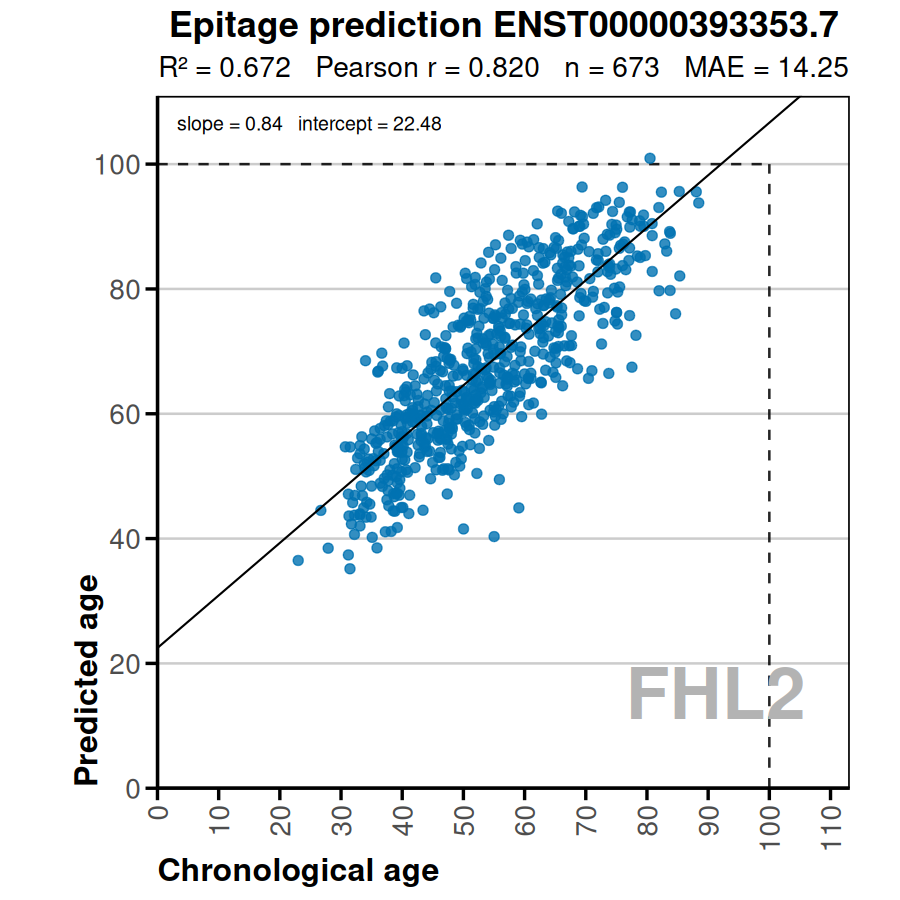 Epitage prediction ENST00000393353.7
R² = 0.672   Pearson r = 0.820   n = 673   MAE = 14.25
slope = 0.84   intercept = 22.48
100
80
60
40
20
0
Predicted age
FHL2
0 10 20 30 40 50 60 70 80 90 100 110
Chronological age